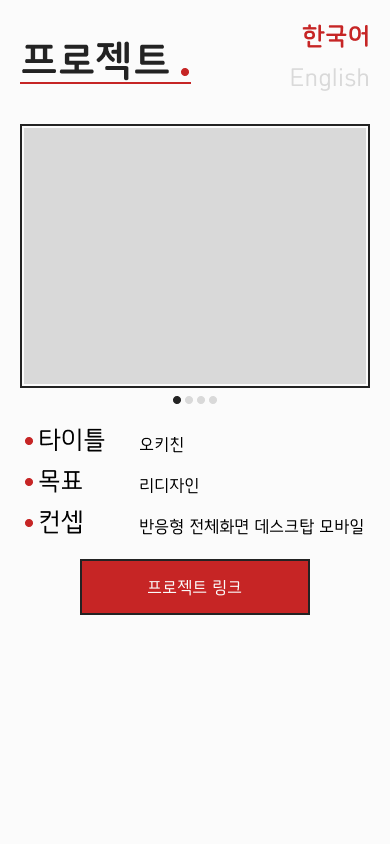 한국어
프로젝트.
English
타이틀 오키친
목표 리디자인
컨셉 반응형 전체화면 데스크탑 모바일
프로젝트 링크